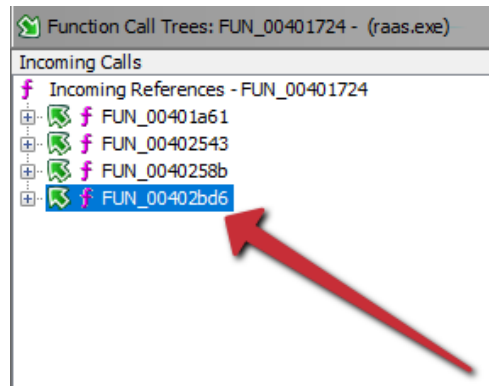 Function Call Trees: FUN_00401724 - (raas.exe)
Incoming Calls
f Incoming References - FUN_00401724
f FUN_00401a61
f FUN_00402543
f FUN_0040258b
f FUN_00402bd6